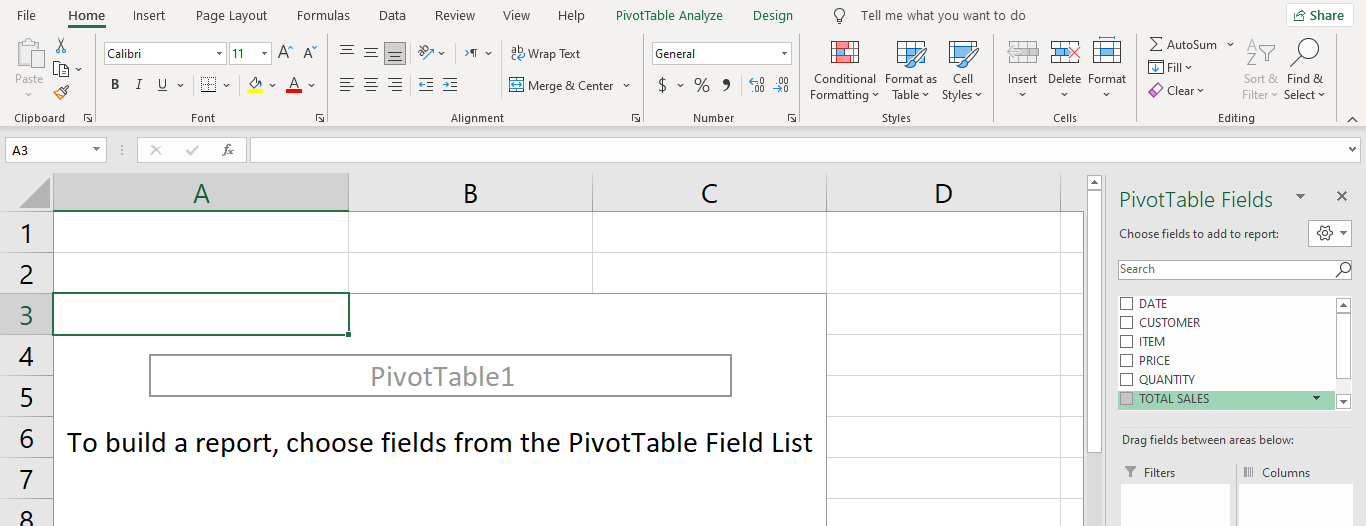 File Home Insert Page Layout Formulas Data Review View Help PivotTable Analyze Design Tell me what you want to do Share
Paste
Calibri 11
B I U A
ab Wrap Text
Merge & Center
General
$ % 9 .00 .00
Conditional Formatting
Format as Table
Cell Styles
Insert Delete Format
AutoSum
Fill
Clear
Sort & Filter
Find & Select
Clipboard Font Alignment Number Styles Cells Editing
A3 fx
A B C D
1
2
3
4
PivotTable1
5
6 To build a report, choose fields from the PivotTable Field List
7
8
PivotTable Fields
Choose fields to add to report:
Search
DATE
CUSTOMER
ITEM
PRICE
QUANTITY
TOTAL SALES
Drag fields between areas below:
Filters Columns